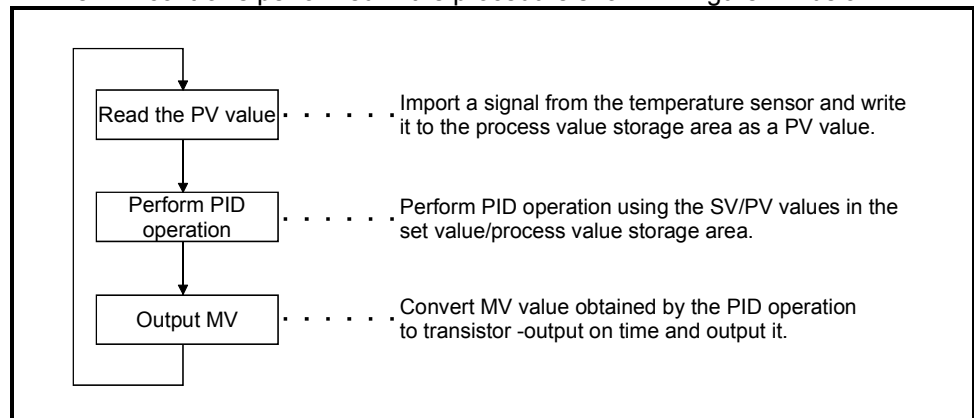 Read the PV value
Import a signal from the temperature sensor and write
it to the process value storage area as a PV value.
Perform PID
operation
Perform PID operation using the SV/PV values in the
set value/process value storage area.
Output MV
Convert MV value obtained by the PID operation
to transistor -output on time and output it.